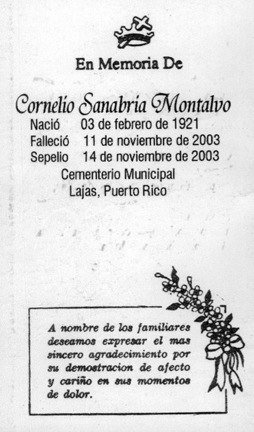 En Memoria De
Cornelio Sanabria Montalvo
Nació 03 de febrero de 1921
Falleció 11 de noviembre de 2003
Sepelio 14 de noviembre de 2003
Cementerio Municipal
Lajas, Puerto Rico
A nombre de los familiares
deseamos expresar el mas
sincero agradecimiento por
su demostracion de afecto
y cariño en sus momentos
de dolor.